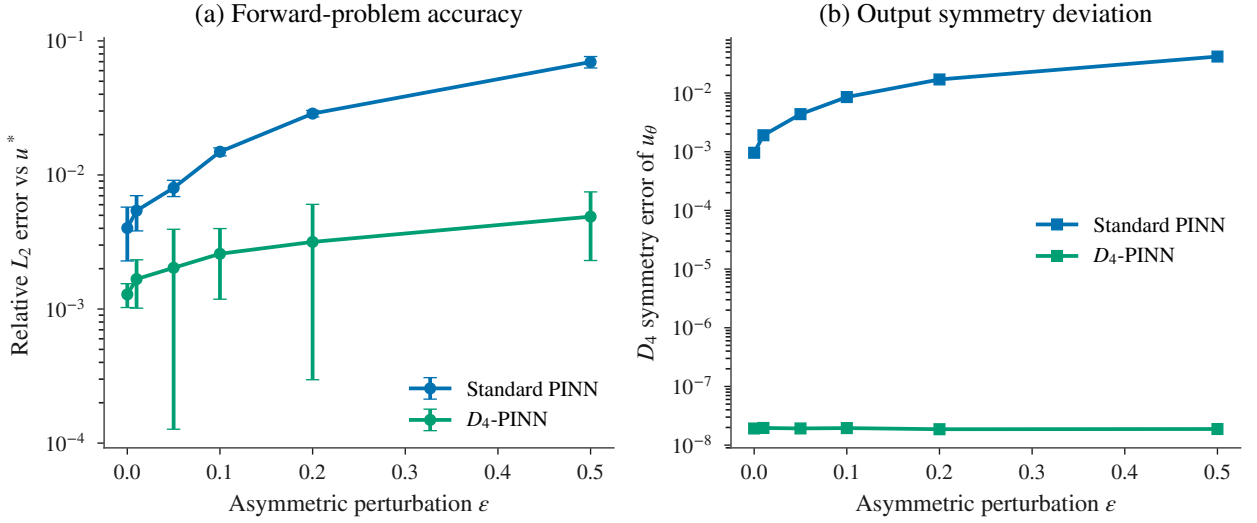 (a) Forward-problem accuracy
Relative L₂ error vs u*
10⁻¹
10⁻²
10⁻³
10⁻⁴
Standard PINN
D₄-PINN
0.0 0.1 0.2 0.3 0.4 0.5
Asymmetric perturbation ε
(b) Output symmetry deviation
D₄ symmetry error of uθ
10⁻²
10⁻³
10⁻⁴
10⁻⁵
10⁻⁶
10⁻⁷
10⁻⁸
Standard PINN
D₄-PINN
0.0 0.1 0.2 0.3 0.4 0.5
Asymmetric perturbation ε